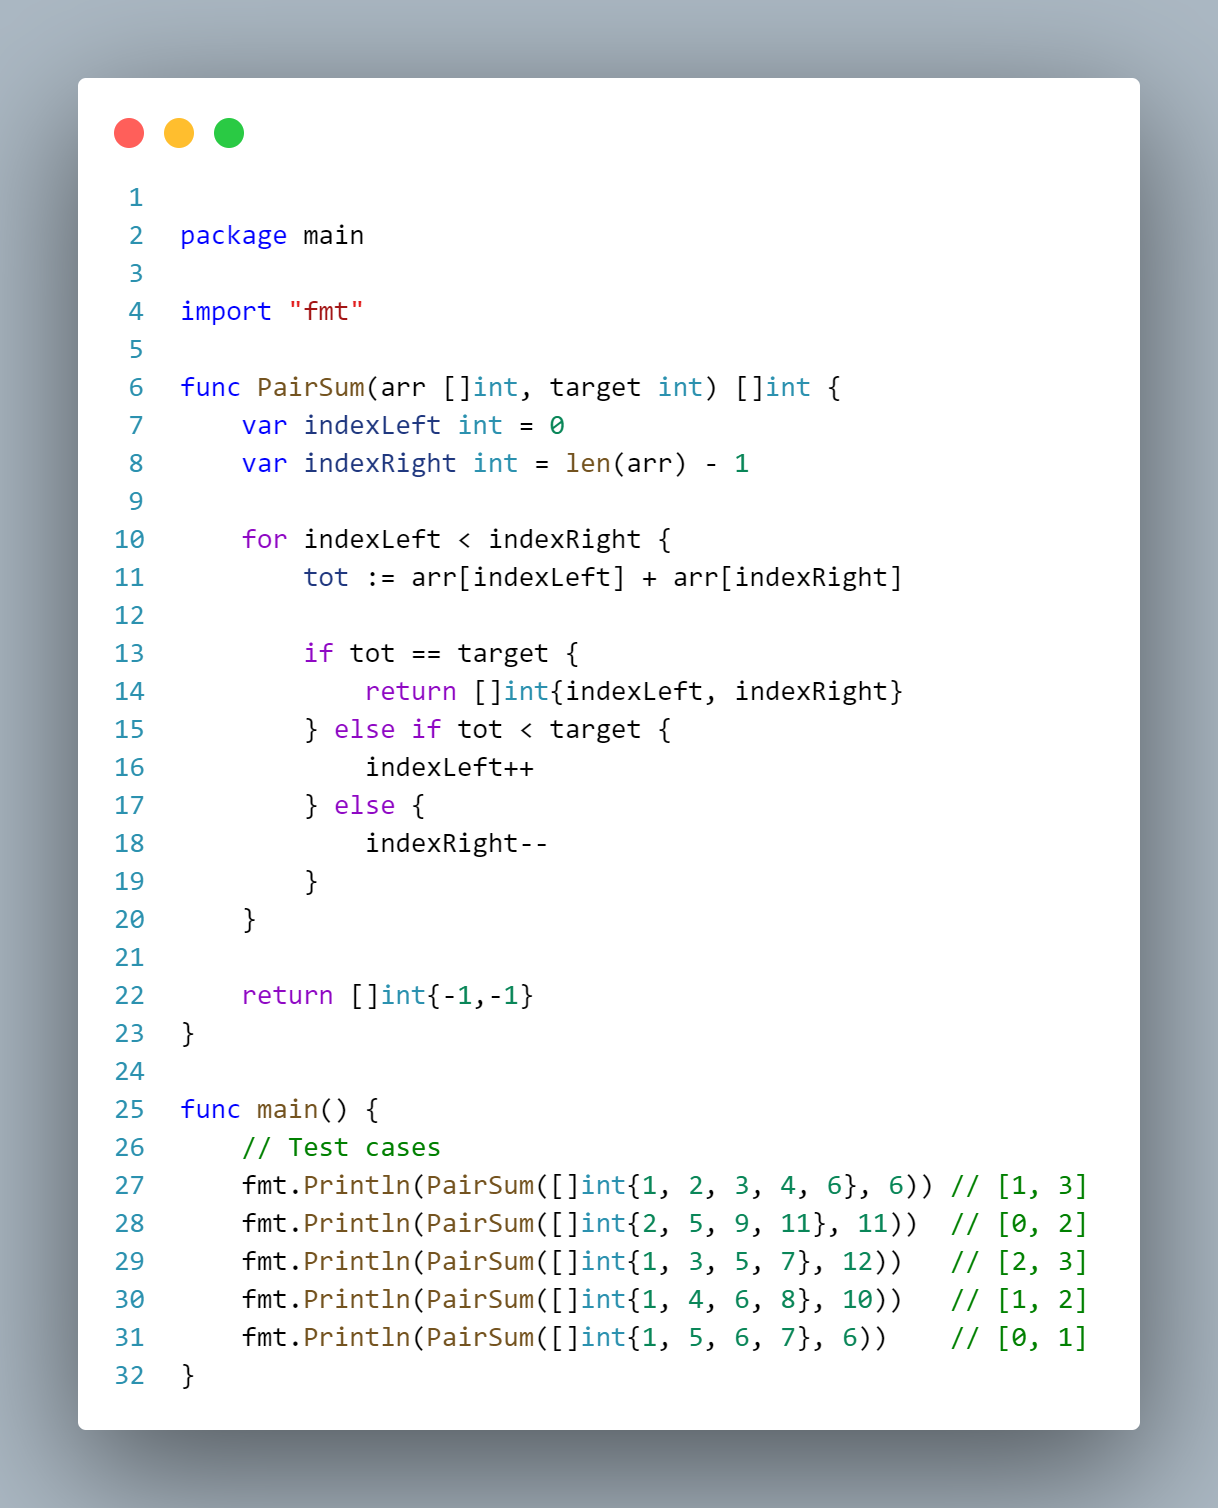 1
2 package main
3
4 import "fmt"
5
6 func PairSum(arr []int, target int) []int {
7     var indexLeft int = 0
8     var indexRight int = len(arr) - 1
9
10     for indexLeft < indexRight {
11         tot := arr[indexLeft] + arr[indexRight]
12
13         if tot == target {
14             return []int{indexLeft, indexRight}
15         } else if tot < target {
16             indexLeft++
17         } else {
18             indexRight--
19         }
20     }
21
22     return []int{-1,-1}
23 }
24
25 func main() {
26     // Test cases
27     fmt.Println(PairSum([]int{1, 2, 3, 4, 6}, 6)) // [1, 3]
28     fmt.Println(PairSum([]int{2, 5, 9, 11}, 11))  // [0, 2]
29     fmt.Println(PairSum([]int{1, 3, 5, 7}, 12))   // [2, 3]
30     fmt.Println(PairSum([]int{1, 4, 6, 8}, 10))   // [1, 2]
31     fmt.Println(PairSum([]int{1, 5, 6, 7}, 6))    // [0, 1]
32 }